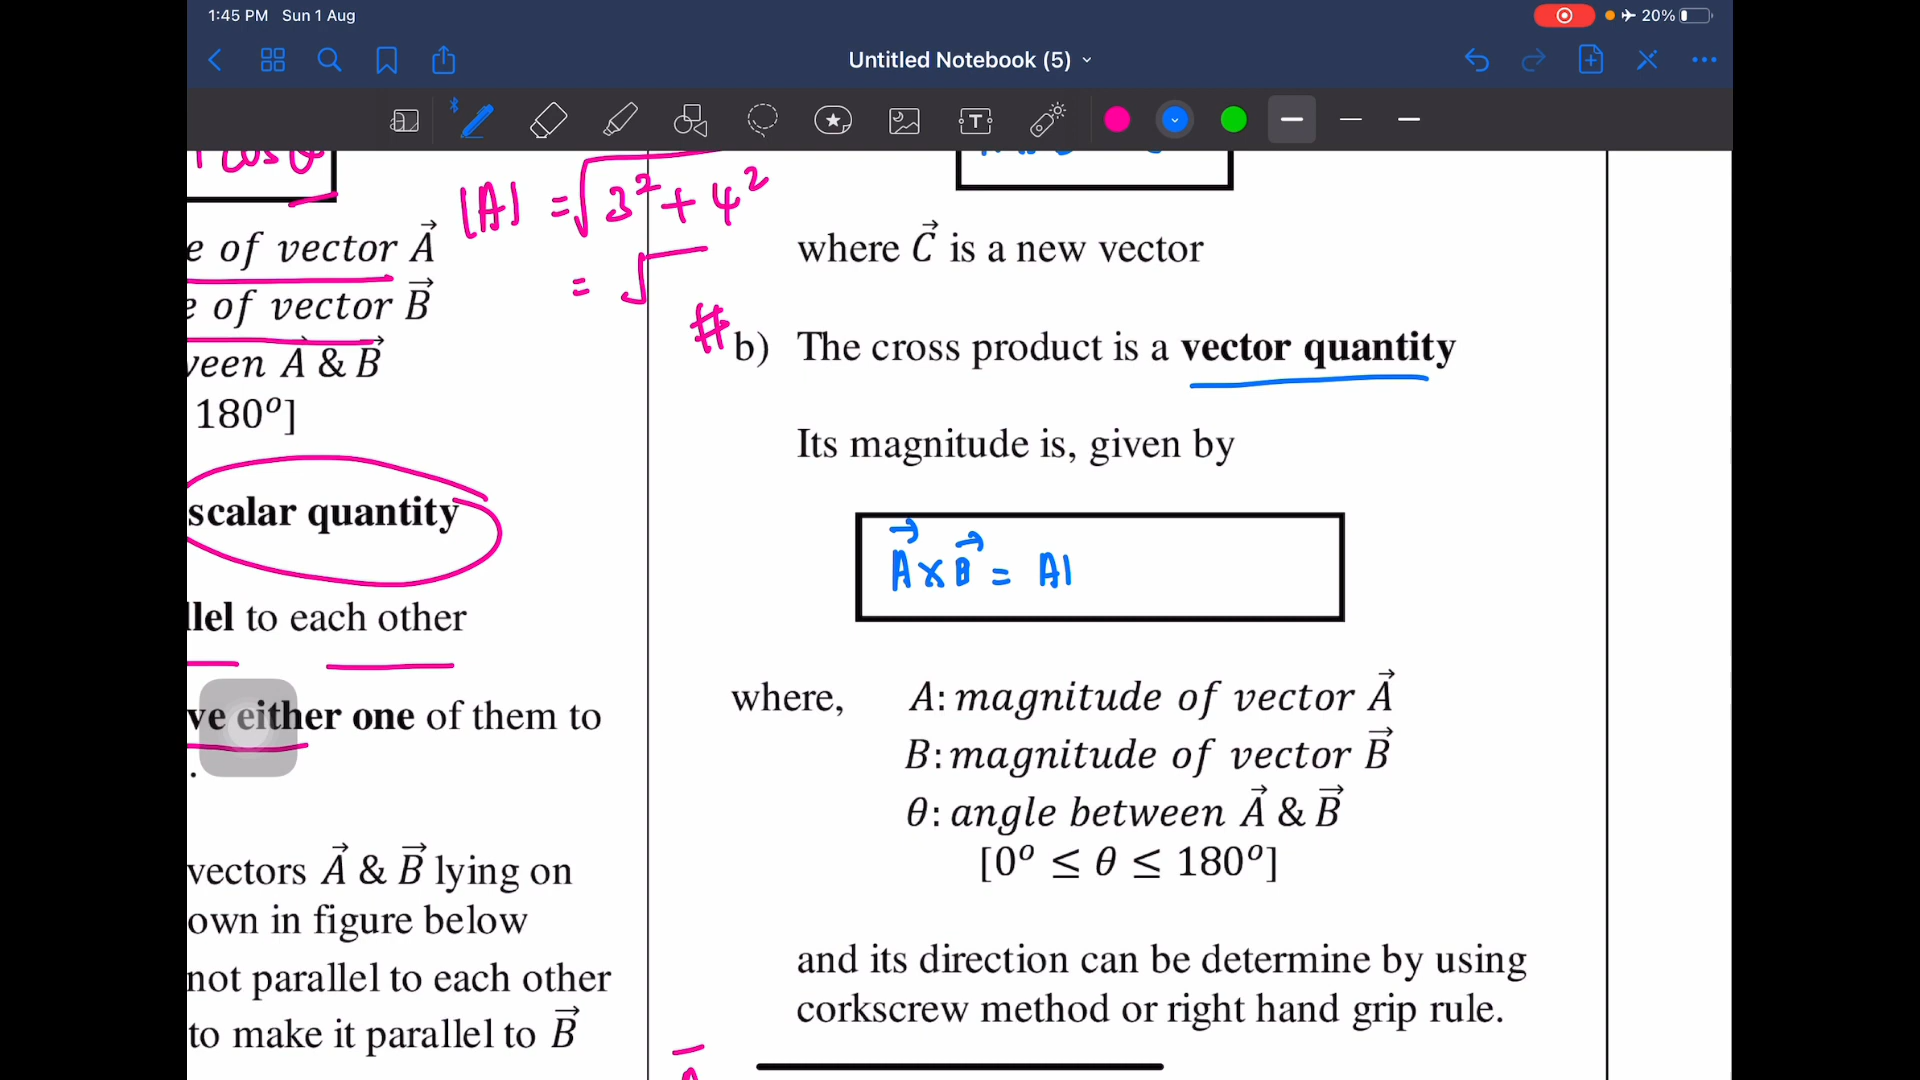 1:45 PM Sun 1 Aug
20%
Untitled Notebook (5)
cos θ
e of vector A⃗
e of vector B⃗
veen A⃗ & B⃗
180°]
scalar quantity
llel to each other
ve either one of them to
.
vectors A⃗ & B⃗ lying on
own in figure below
not parallel to each other
to make it parallel to B⃗
|A| = √3² + 4²
= √
where C⃗ is a new vector
# b) The cross product is a vector quantity
Its magnitude is, given by
A⃗ × B⃗ = A|
where, A: magnitude of vector A⃗
B: magnitude of vector B⃗
θ: angle between A⃗ & B⃗
[0° ≤ θ ≤ 180°]
and its direction can be determine by using
corkscrew method or right hand grip rule.